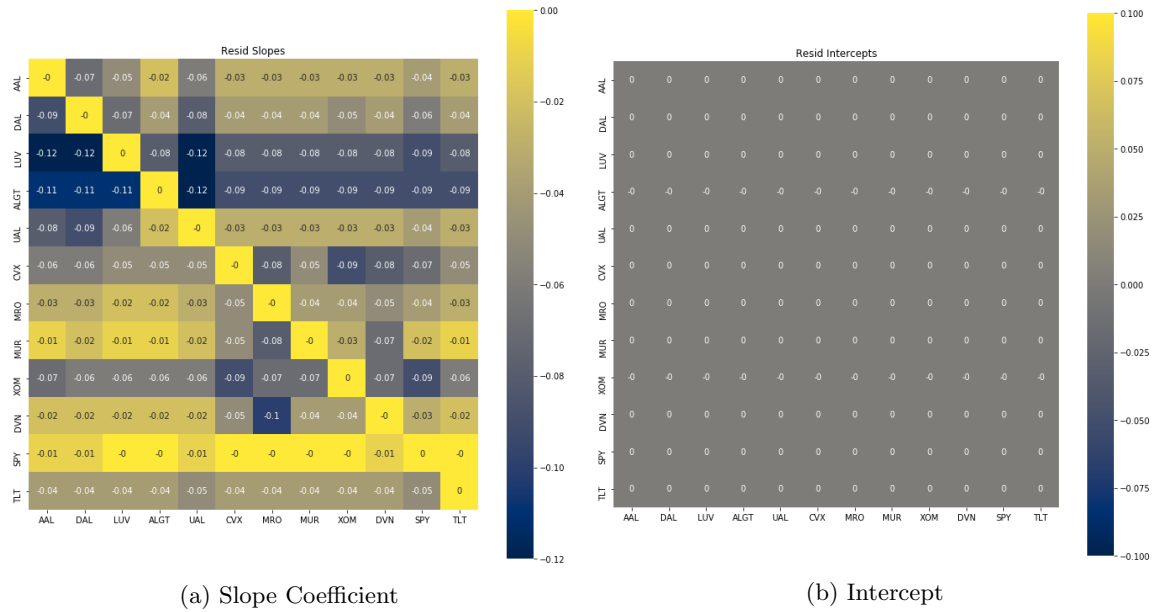 Resid Slopes
AAL -0 -0.07 -0.05 -0.02 -0.06 -0.03 -0.03 -0.03 -0.03 -0.03 -0.04 -0.03
DAL -0.09 -0 -0.07 -0.04 -0.08 -0.04 -0.04 -0.04 -0.05 -0.04 -0.06 -0.04
LUV -0.12 -0.12 0 -0.08 -0.12 -0.08 -0.08 -0.08 -0.08 -0.08 -0.09 -0.08
ALGT -0.11 -0.11 -0.11 0 -0.12 -0.09 -0.09 -0.09 -0.09 -0.09 -0.09 -0.09
UAL -0.08 -0.09 -0.06 -0.02 -0 -0.03 -0.03 -0.03 -0.03 -0.03 -0.04 -0.03
CVX -0.06 -0.06 -0.05 -0.05 -0.05 -0 -0.08 -0.05 -0.09 -0.08 -0.07 -0.05
MRO -0.03 -0.03 -0.02 -0.02 -0.03 -0.05 -0 -0.04 -0.04 -0.05 -0.04 -0.03
MUR -0.01 -0.02 -0.01 -0.01 -0.02 -0.05 -0.08 -0 -0.03 -0.07 -0.02 -0.01
XOM -0.07 -0.06 -0.06 -0.06 -0.06 -0.09 -0.07 -0.07 0 -0.07 -0.09 -0.06
DVN -0.02 -0.02 -0.02 -0.02 -0.02 -0.05 -0.1 -0.04 -0.04 -0 -0.03 -0.02
SPY -0.01 -0.01 -0 -0 -0.01 -0 -0 -0 -0 -0.01 0 -0
TLT -0.04 -0.04 -0.04 -0.04 -0.05 -0.04 -0.04 -0.04 -0.04 -0.04 -0.05 0
AAL DAL LUV ALGT UAL CVX MRO MUR XOM DVN SPY TLT
0.00
−0.02
−0.04
−0.06
−0.08
−0.10
−0.12
(a) Slope Coefficient
Resid Intercepts
AAL 0 0 0 0 0 0 0 0 0 0 0 0
DAL 0 0 0 0 0 0 0 0 0 0 0 0
LUV 0 0 0 0 0 0 0 0 0 0 0 0
ALGT -0 -0 -0 -0 -0 -0 -0 -0 -0 -0 -0 -0
UAL 0 0 0 0 0 0 0 0 0 0 0 0
CVX 0 0 0 0 0 0 0 0 0 0 0 0
MRO 0 0 0 0 0 0 0 0 0 0 0 0
MUR 0 0 0 0 0 0 0 0 0 0 0 0
XOM -0 -0 -0 -0 -0 -0 -0 -0 -0 -0 -0 -0
DVN 0 0 0 0 0 0 0 0 0 0 0 0
SPY 0 0 0 0 0 0 0 0 0 0 0 0
TLT 0 0 0 0 0 0 0 0 0 0 0 0
AAL DAL LUV ALGT UAL CVX MRO MUR XOM DVN SPY TLT
0.100
0.075
0.050
0.025
0.000
−0.025
−0.050
−0.075
−0.100
(b) Intercept